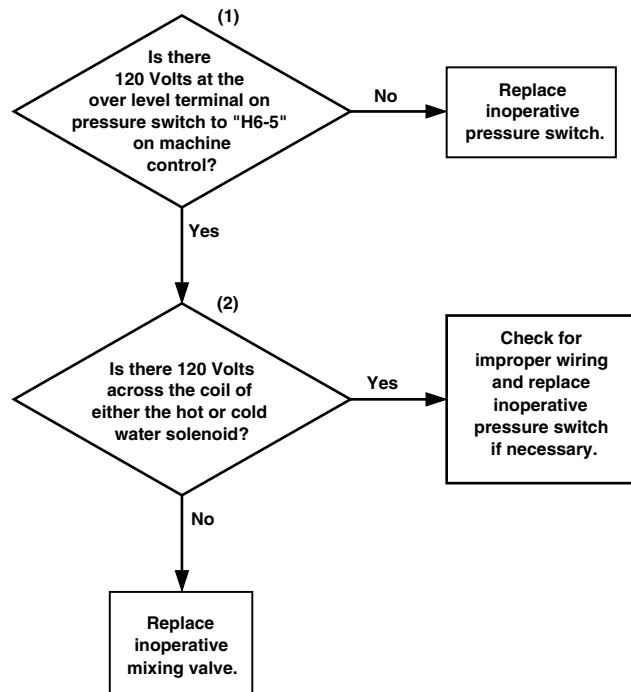 (1)
Is there
120 Volts at the
over level terminal on
pressure switch to "H6-5"
on machine
control?
No
Replace
inoperative
pressure switch.
Yes
(2)
Is there 120 Volts
across the coil of
either the hot or cold
water solenoid?
Yes
Check for
improper wiring
and replace
inoperative
pressure switch
if necessary.
No
Replace
inoperative
mixing valve.